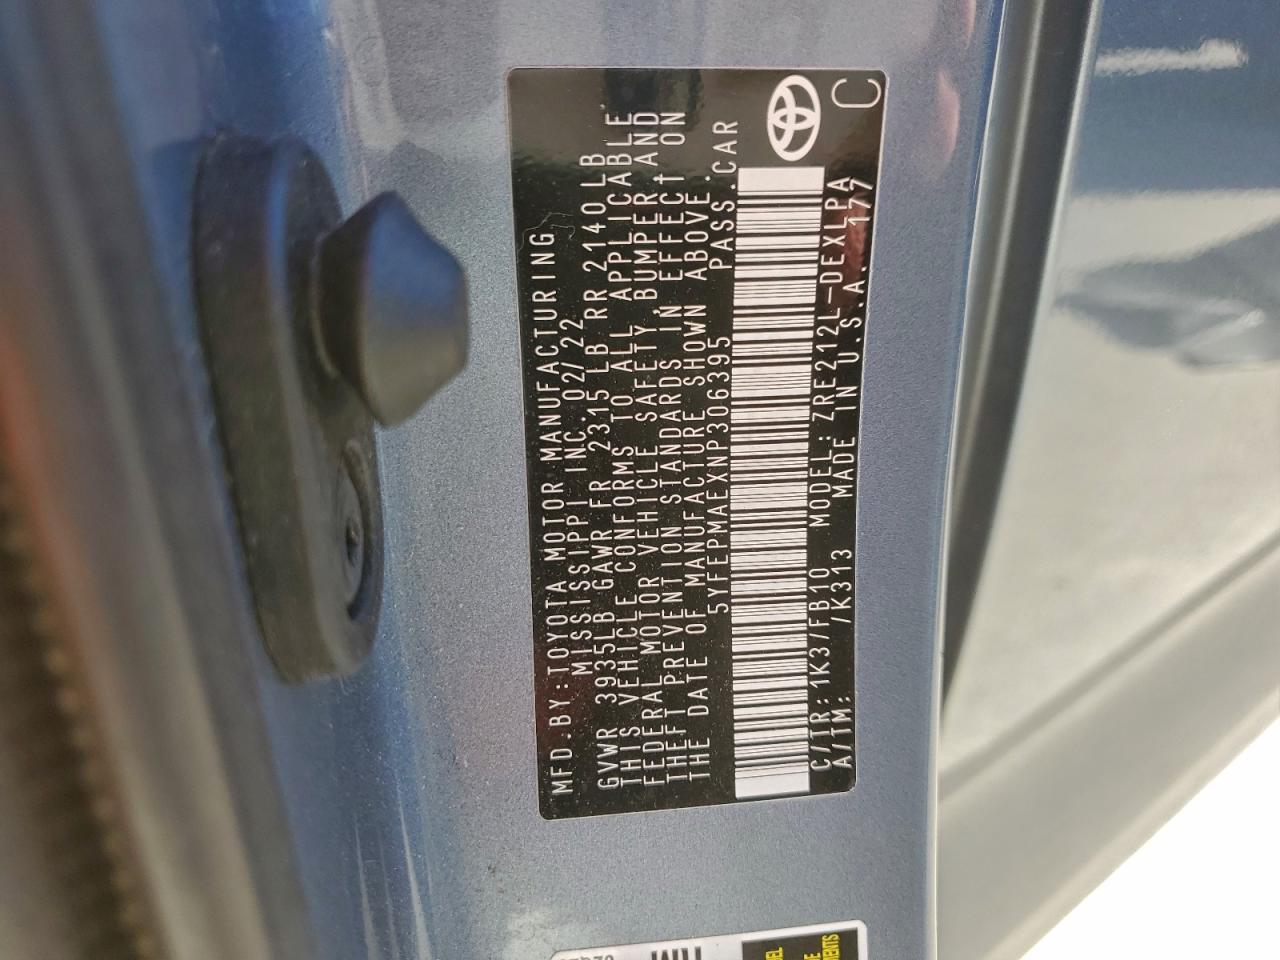 MFD.BY:TOYOTA MOTOR MANUFACTURING
MISSISSIPPI INC. 02/22
GVWR 3935LB GAWR FR 2315LB RR 2140LB
THIS VEHICLE CONFORMS TO ALL APPLICABLE
FEDERAL MOTOR VEHICLE SAFETY, BUMPER AND
THEFT PREVENTION STANDARDS IN EFFECT ON
THE DATE OF MANUFACTURE SHOWN ABOVE.
5YFEPMAEXNP306395 PASS.CAR
C/TR: 1K3/FB10 MODEL: ZRE212L-DEXLPA
A/TM: /K313 MADE IN U.S.A. 177
C